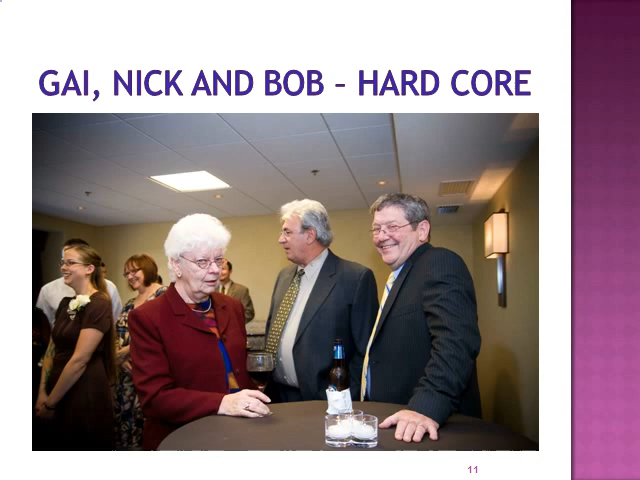 GAI, NICK AND BOB – HARD CORE
11